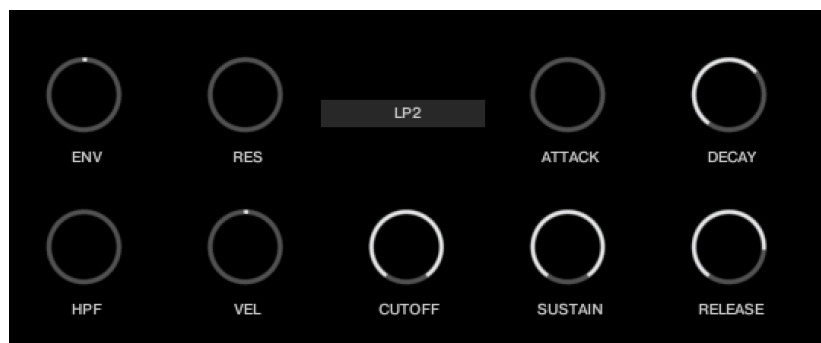 LP2
ENV
RES
ATTACK
DECAY
HPF
VEL
CUTOFF
SUSTAIN
RELEASE